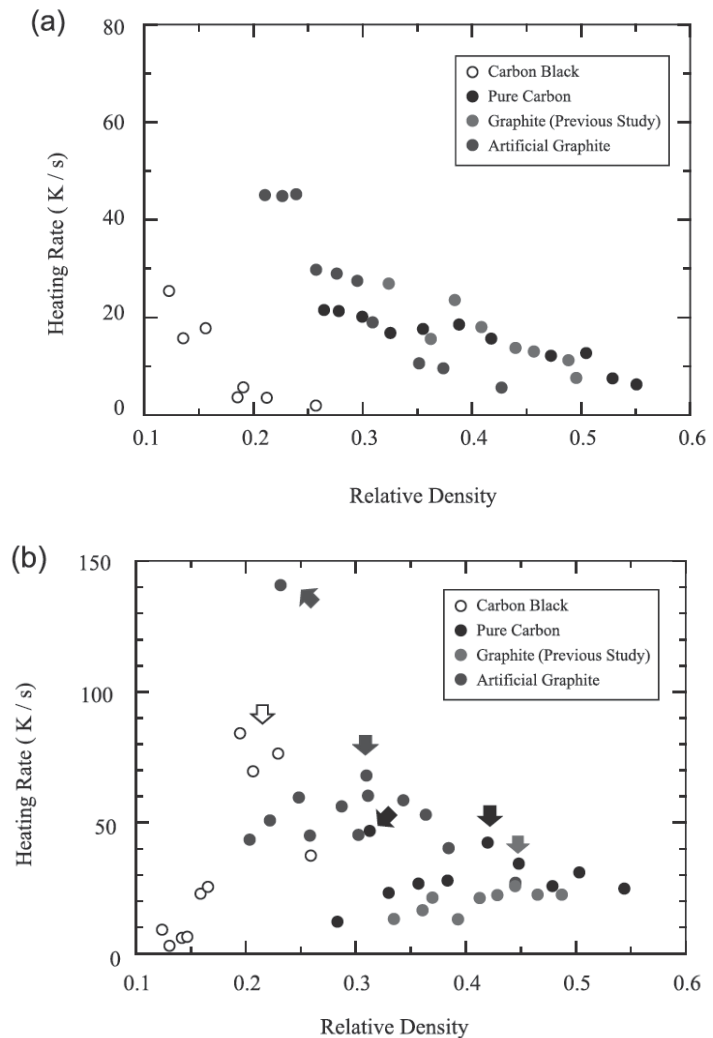 (a)
80
60
40
20
0
Heating Rate ( K / s)
Carbon Black
Pure Carbon
Graphite (Previous Study)
Artificial Graphite
0.1 0.2 0.3 0.4 0.5 0.6
Relative Density
(b)
150
100
50
0
Heating Rate ( K / s)
Carbon Black
Pure Carbon
Graphite (Previous Study)
Artificial Graphite
0.1 0.2 0.3 0.4 0.5 0.6
Relative Density